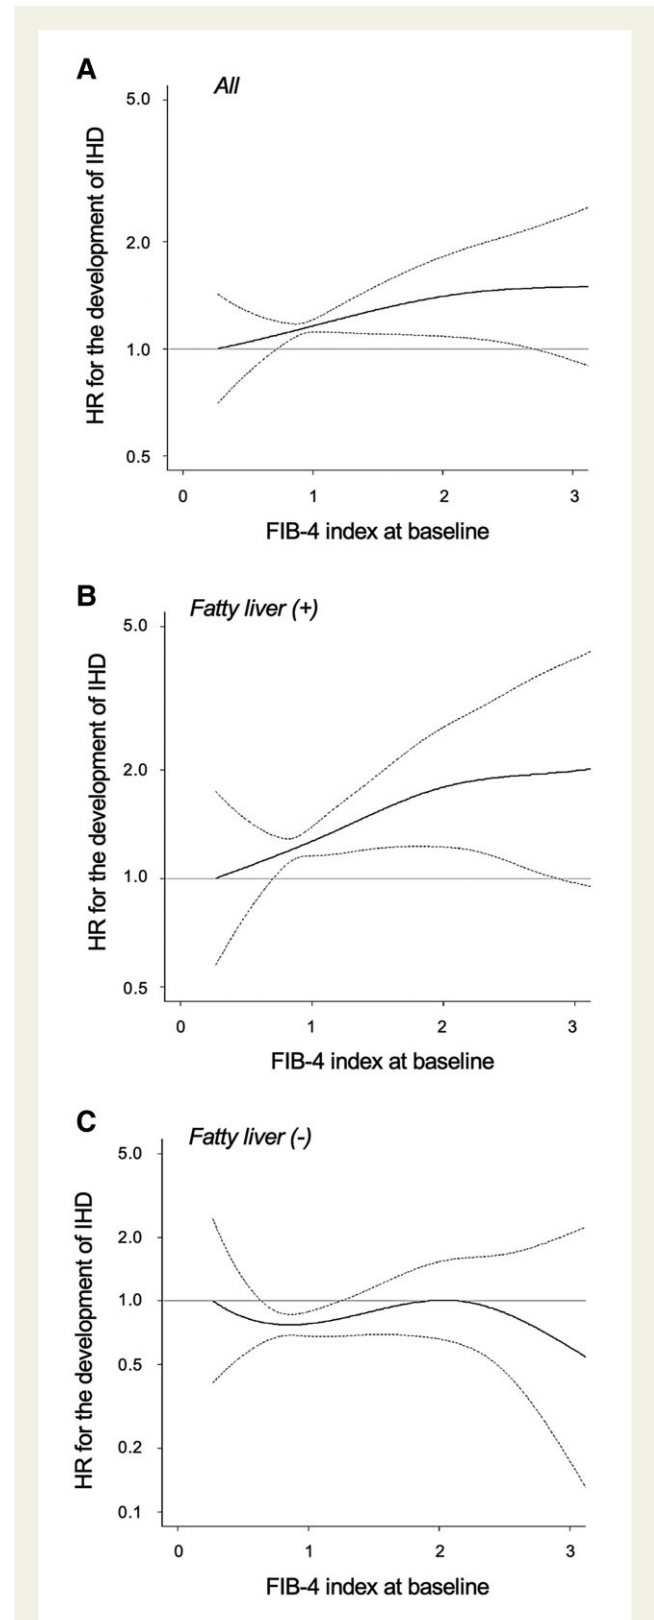 A
All
5.0
2.0
1.0
0.5
HR for the development of IHD
0 1 2 3
FIB-4 index at baseline
B
Fatty liver (+)
5.0
2.0
1.0
0.5
HR for the development of IHD
0 1 2 3
FIB-4 index at baseline
C
Fatty liver (-)
5.0
2.0
1.0
0.5
0.2
0.1
HR for the development of IHD
0 1 2 3
FIB-4 index at baseline